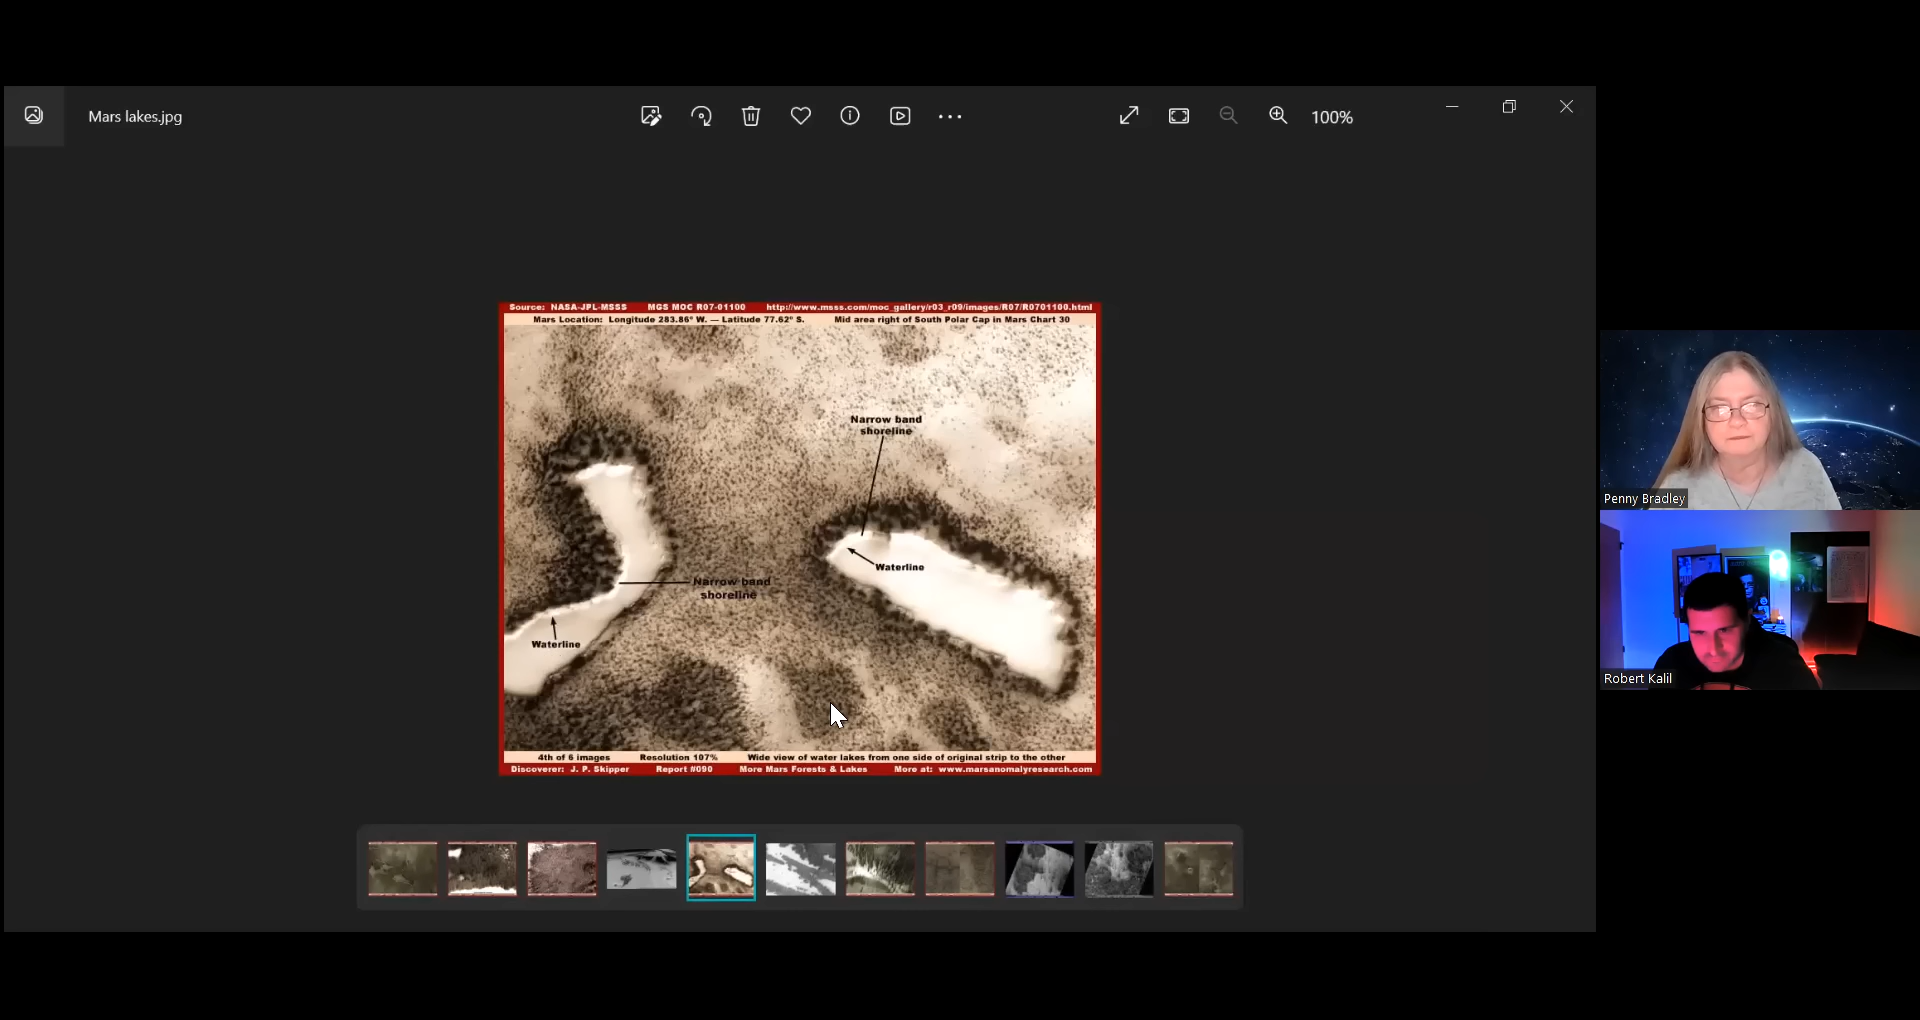 Mars lakes.jpg
100%
Source: NASA-JPL-MSSS MGS MOC R07-01100 http://www.msss.com/moc_gallery/r03_r09/images/R07/R0701100.html
Mars Location: Longitude 283.86° W. — Latitude 77.62° S. Mid area right of South Polar Cap in Mars Chart 30
Narrow band
shoreline
Waterline
Narrow band
shoreline
Waterline
4th of 6 images Resolution 107% Wide view of water lakes from one side of original strip to the other
Discoverer: J. P. Skipper Report #090 More Mars Forests & Lakes More at: www.marsanomalyresearch.com
Penny Bradley
Robert Kalil